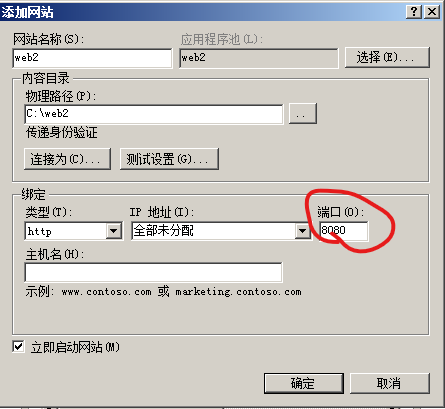 添加网站
网站名称(S): 应用程序池(L):
web2 web2 选择(E)...
内容目录
物理路径(P):
C:\web2 ..
传递身份验证
连接为(C)... 测试设置(G)...
绑定
类型(T): IP 地址(I): 端口(O):
http 全部未分配 8080
主机名(H):
示例: www.contoso.com 或 marketing.contoso.com
立即启动网站(M)
确定 取消